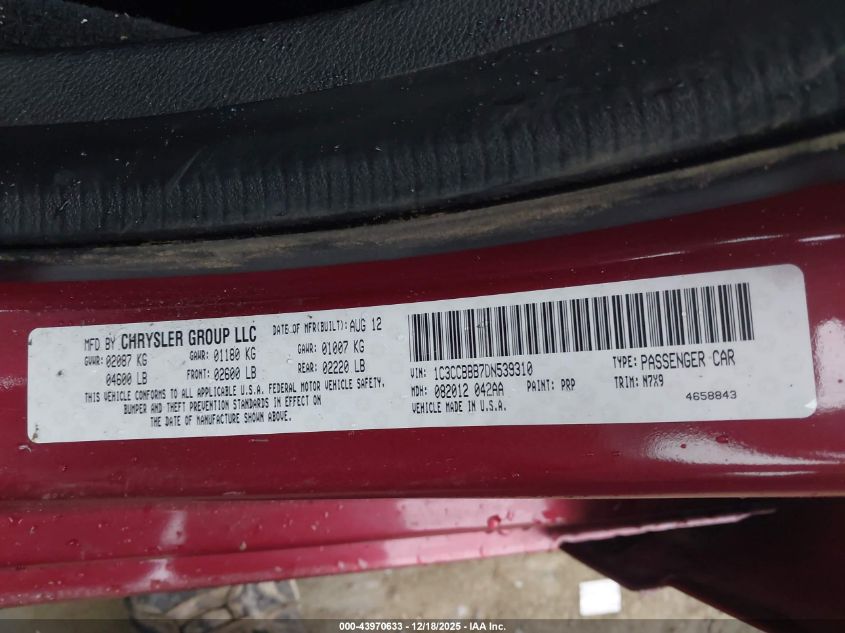 MFD BY CHRYSLER GROUP LLC DATE OF MFR(BUILT): AUG 12
GVWR: 02087 KG GAWR: 01180 KG GAWR: 01007 KG
04600 LB FRONT: 02600 LB REAR: 02220 LB
THIS VEHICLE CONFORMS TO ALL APPLICABLE U.S.A. FEDERAL MOTOR VEHICLE SAFETY,
BUMPER AND THEFT PREVENTION STANDARDS IN EFFECT ON
THE DATE OF MANUFACTURE SHOWN ABOVE.
VIN: 1C3CCBBB7DN539310 TYPE: PASSENGER CAR
MDH: 082012 042AA PAINT: PRP TRIM: N7X9
VEHICLE MADE IN U.S.A. 4658843
000-43970633 - 12/18/2025 - IAA Inc.